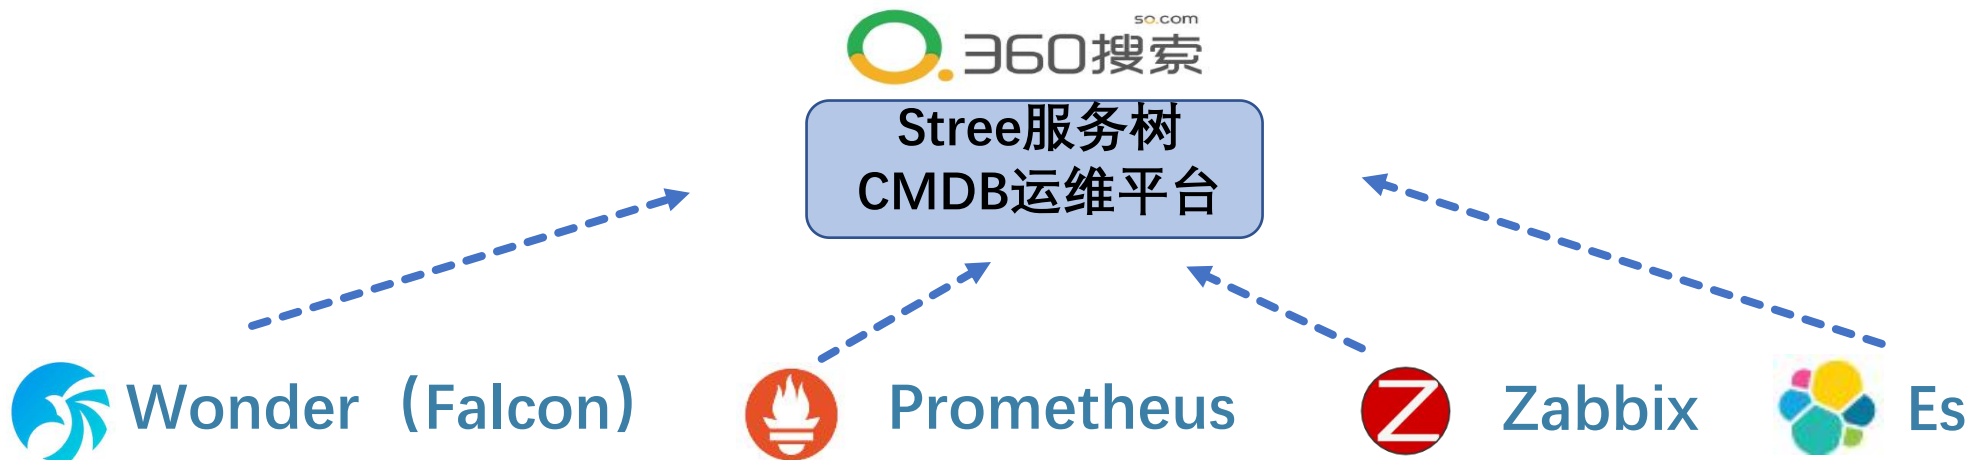 so.com
360搜索
Stree服务树
CMDB运维平台
Wonder（Falcon） Prometheus Zabbix Es